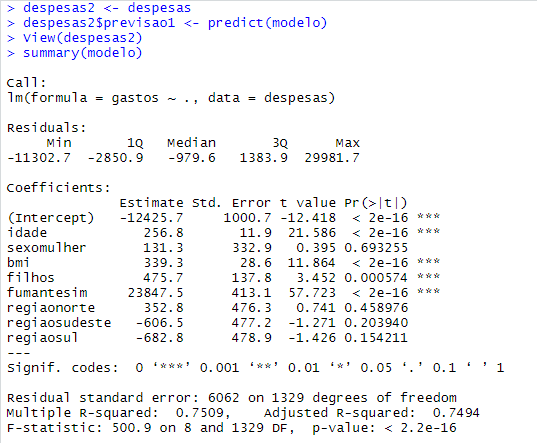 > despesas2 <- despesas
> despesas2$previsao1 <- predict(modelo)
> View(despesas2)
> summary(modelo)

Call:
lm(formula = gastos ~ ., data = despesas)

Residuals:
     Min       1Q   Median       3Q      Max
-11302.7  -2850.9   -979.6   1383.9  29981.7

Coefficients:
              Estimate Std. Error t value Pr(>|t|)
(Intercept)   -12425.7     1000.7 -12.418  < 2e-16 ***
idade            256.8       11.9  21.586  < 2e-16 ***
sexomulher       131.3      332.9   0.395 0.693255
bmi              339.3       28.6  11.864  < 2e-16 ***
filhos           475.7      137.8   3.452 0.000574 ***
fumantesim     23847.5      413.1  57.723  < 2e-16 ***
regiaonorte      352.8      476.3   0.741 0.458976
regiaosudeste   -606.5      477.2  -1.271 0.203940
regiaosul       -682.8      478.9  -1.426 0.154211
---
Signif. codes:  0 ‘***’ 0.001 ‘**’ 0.01 ‘*’ 0.05 ‘.’ 0.1 ‘ ’ 1

Residual standard error: 6062 on 1329 degrees of freedom
Multiple R-squared:  0.7509,    Adjusted R-squared:  0.7494
F-statistic: 500.9 on 8 and 1329 DF,  p-value: < 2.2e-16